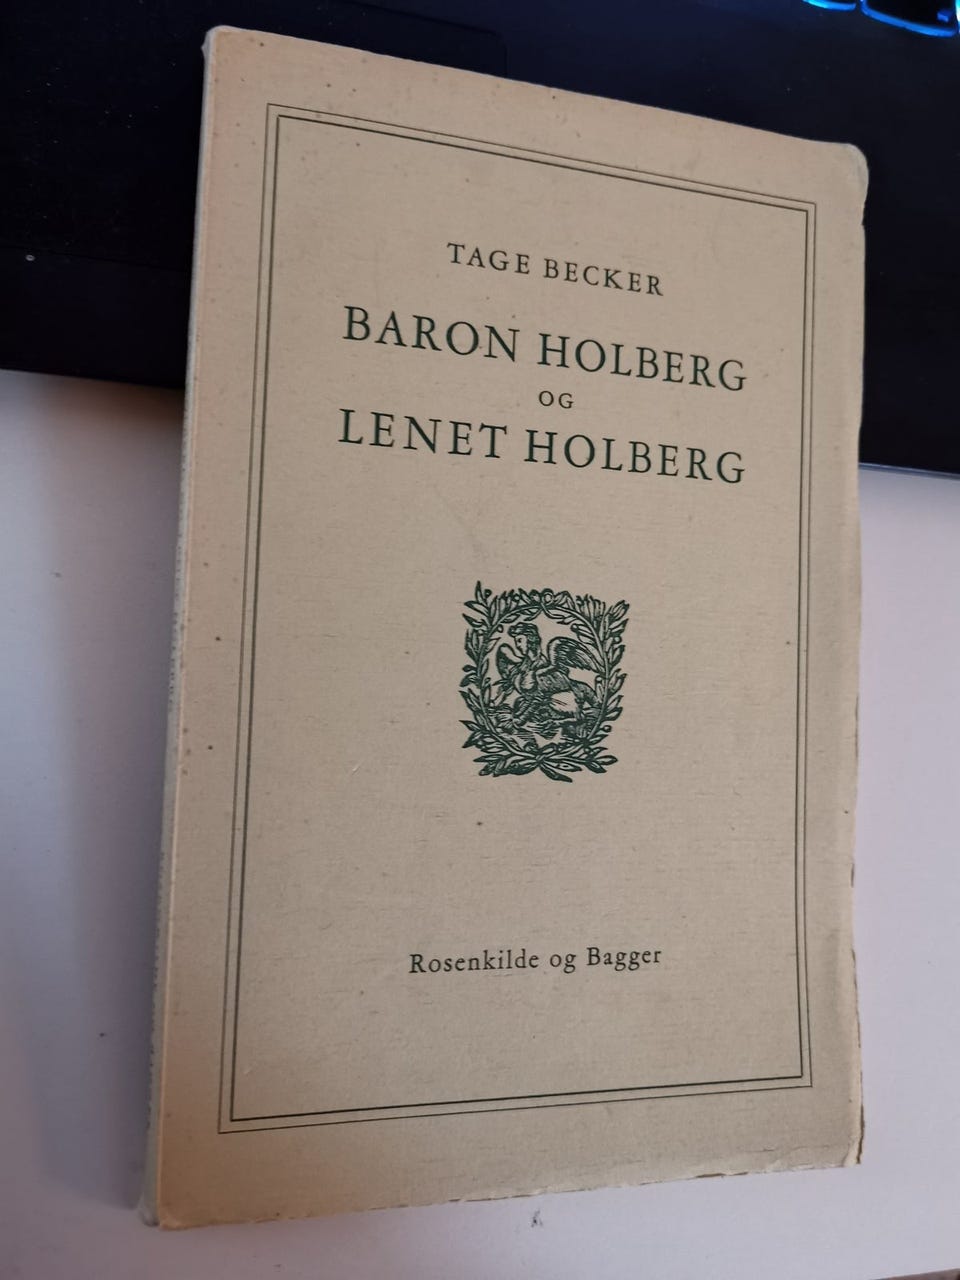 TAGE BECKER
BARON HOLBERG
OG
LENET HOLBERG
Rosenkilde og Bagger